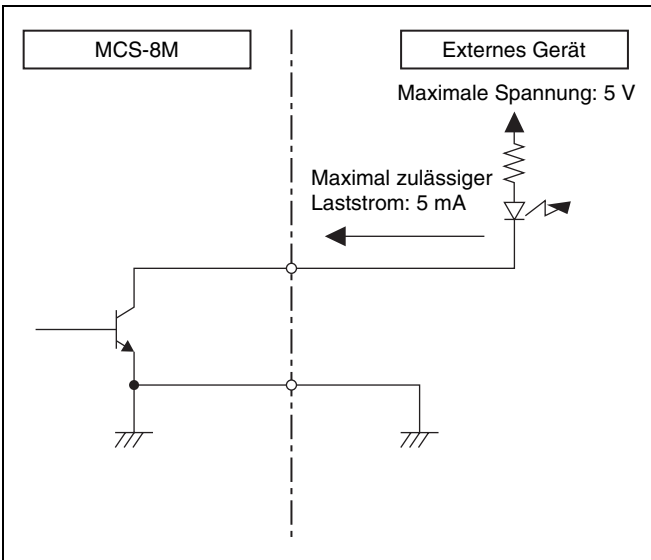 MCS-8M
Externes Gerät
Maximale Spannung: 5 V
Maximal zulässiger
Laststrom: 5 mA